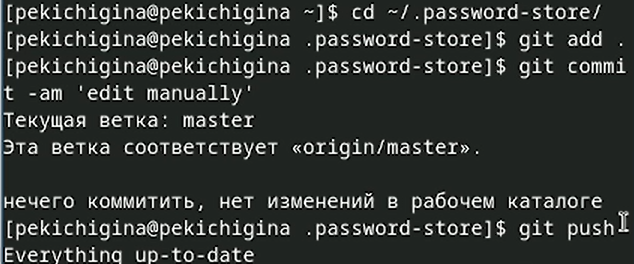 [pekichigina@pekichigina ~]$ cd ~/.password-store/
[pekichigina@pekichigina .password-store]$ git add .
[pekichigina@pekichigina .password-store]$ git commi
t -am 'edit manually'
Текущая ветка: master
Эта ветка соответствует «origin/master».

нечего коммитить, нет изменений в рабочем каталоге
[pekichigina@pekichigina .password-store]$ git push
Everything up-to-date